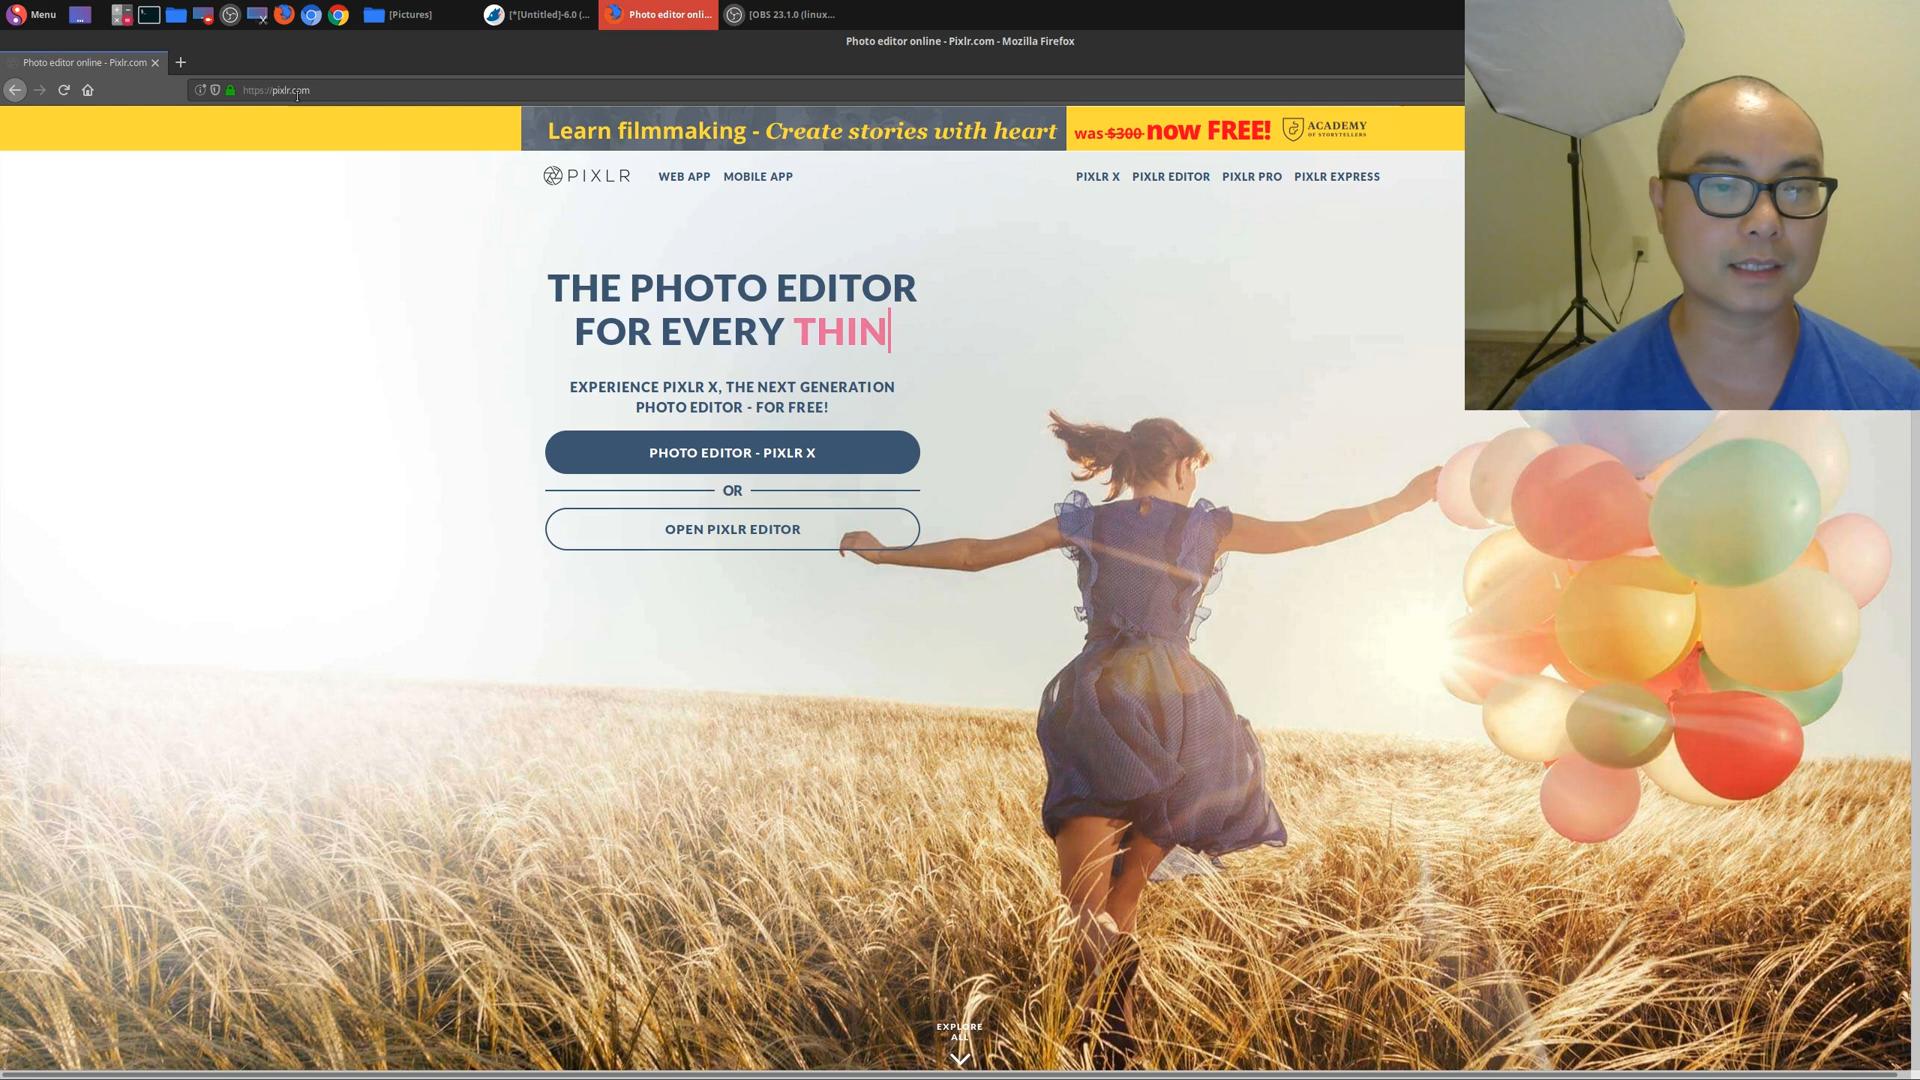 Menu
[Pictures]
[*[Untitled]-6.0 (...
Photo editor onli...
[OBS 23.1.0 (linux...
Photo editor online - Pixlr.com - Mozilla Firefox
Photo editor online - Pixlr.com
https://pixlr.com
Learn filmmaking - Create stories with heart
was $300 now FREE!
ACADEMY
OF STORYTELLERS
PIXLR
WEB APP
MOBILE APP
PIXLR X
PIXLR EDITOR
PIXLR PRO
PIXLR EXPRESS
THE PHOTO EDITOR
FOR EVERY THIN
EXPERIENCE PIXLR X, THE NEXT GENERATION
PHOTO EDITOR - FOR FREE!
PHOTO EDITOR - PIXLR X
OR
OPEN PIXLR EDITOR
EXPLORE
ALL